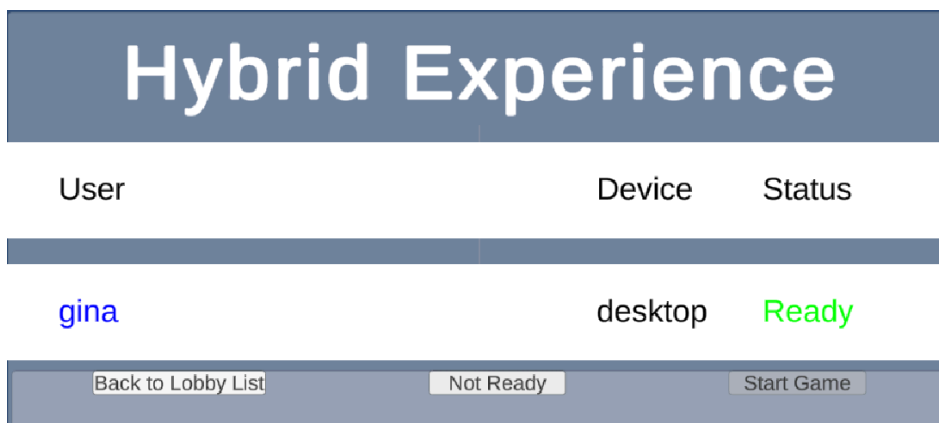 Hybrid Experience
User Device Status
gina desktop Ready
Back to Lobby List Not Ready Start Game